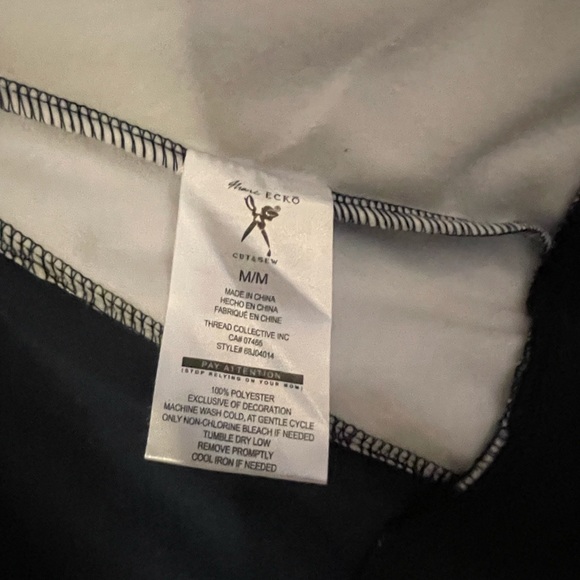 Marc ECKO
®
CUT&SEW
M/M
MADE IN CHINA
HECHO EN CHINA
FABRIQUÉ EN CHINE
THREAD COLLECTIVE INC
CA# 07455
STYLE# 68J04014
PAY ATTENTION
(STOP RELYING ON YOUR MOM)
100% POLYESTER
EXCLUSIVE OF DECORATION
MACHINE WASH COLD, AT GENTLE CYCLE
ONLY NON-CHLORINE BLEACH IF NEEDED
TUMBLE DRY LOW
REMOVE PROMPTLY
COOL IRON IF NEEDED